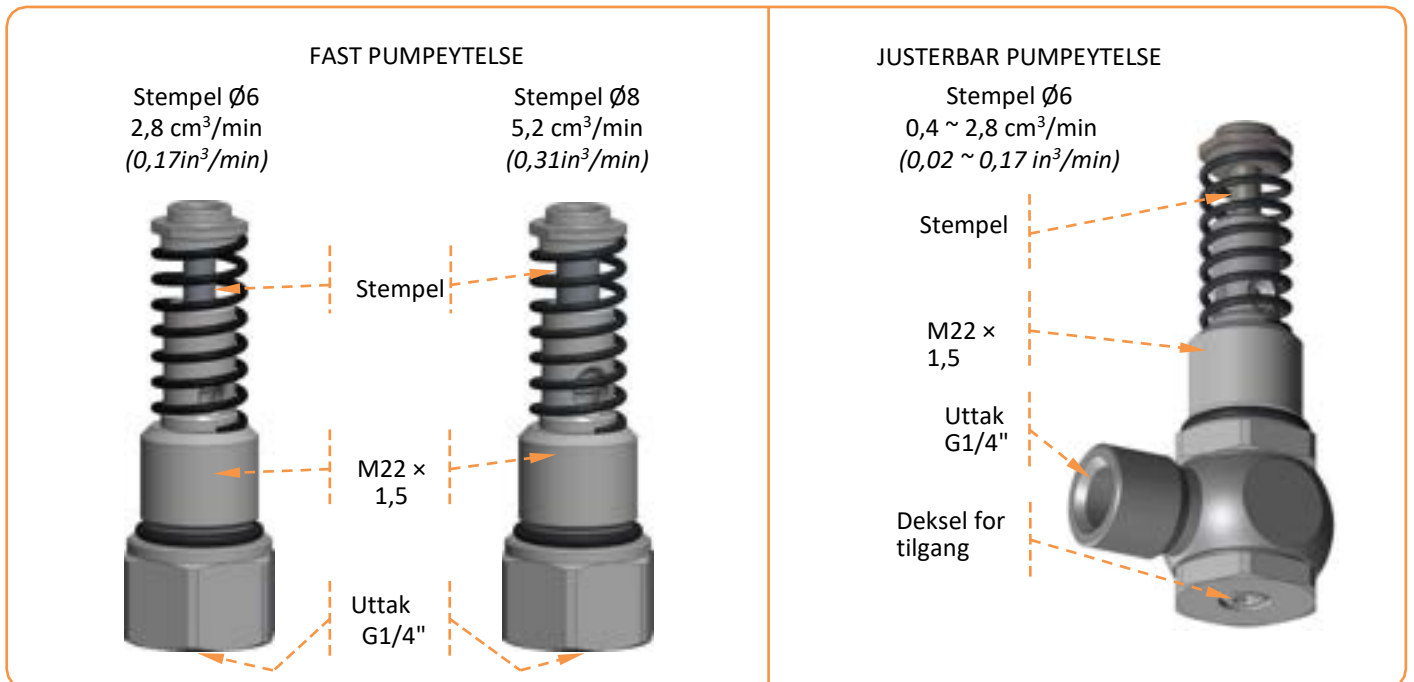 FAST PUMPEYTELSE
Stempel Ø6
2,8 cm³/min
(0,17in³/min)
Stempel Ø8
5,2 cm³/min
(0,31in³/min)
Stempel
M22 ×
1,5
Uttak
G1/4"
JUSTERBAR PUMPEYTELSE
Stempel Ø6
0,4 ~ 2,8 cm³/min
(0,02 ~ 0,17 in³/min)
Stempel
M22 ×
1,5
Uttak
G1/4"
Deksel for
tilgang